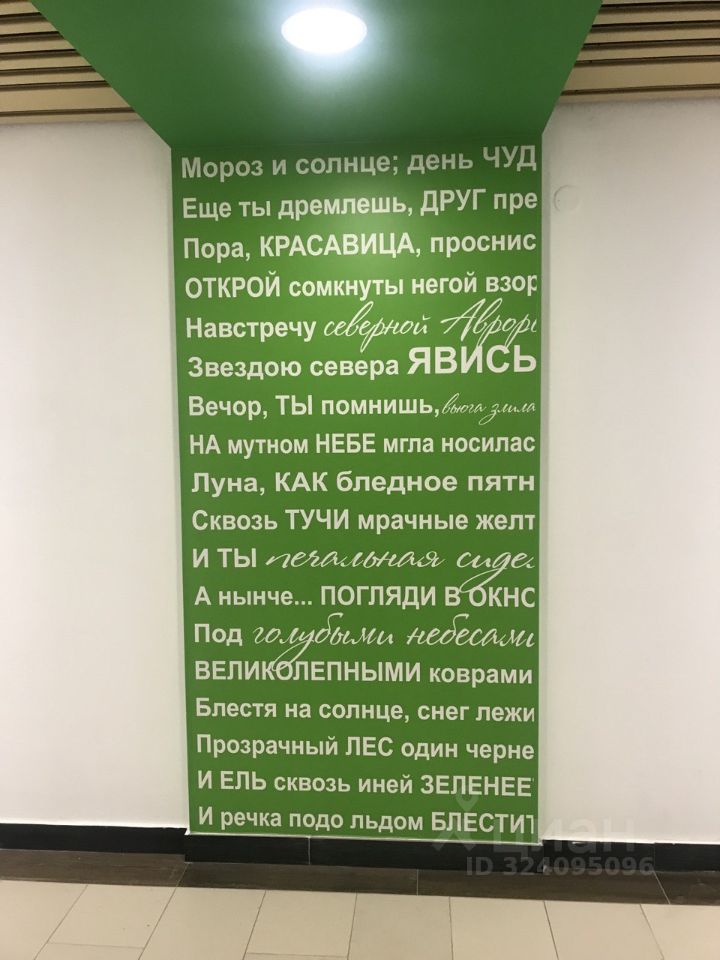 Мороз и солнце; день ЧУД
Еще ты дремлешь, ДРУГ пре
Пора, КРАСАВИЦА, проснис
ОТКРОЙ сомкнуты негой взор
Навстречу северной Авроры
Звездою севера ЯВИСЬ
Вечор, ТЫ помнишь, вьюга злила
НА мутном НЕБЕ мгла носилас
Луна, КАК бледное пятн
Сквозь ТУЧИ мрачные желт
И ТЫ печальная сиде
А нынче... ПОГЛЯДИ В ОКНО
Под голубыми небесами
ВЕЛИКОЛЕПНЫМИ коврами
Блестя на солнце, снег лежи
Прозрачный ЛЕС один черне
И ЕЛЬ сквозь иней ЗЕЛЕНЕЕТ
И речка подо льдом БЛЕСТИТ
циан
ID 324095096